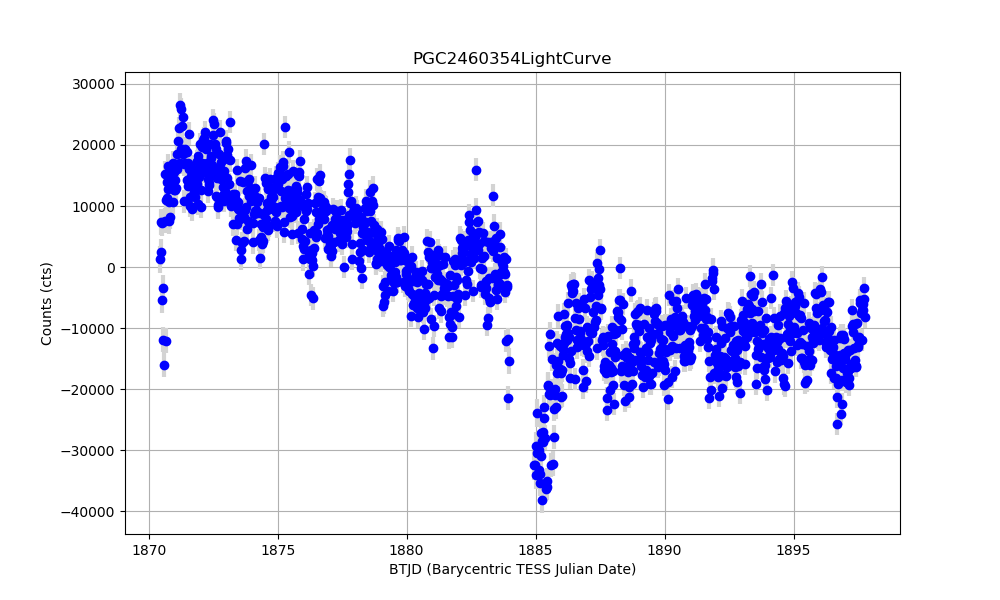 PGC2460354LightCurve
30000
20000
10000
0
−10000
−20000
−30000
−40000
Counts (cts)
1870 1875 1880 1885 1890 1895
BTJD (Barycentric TESS Julian Date)